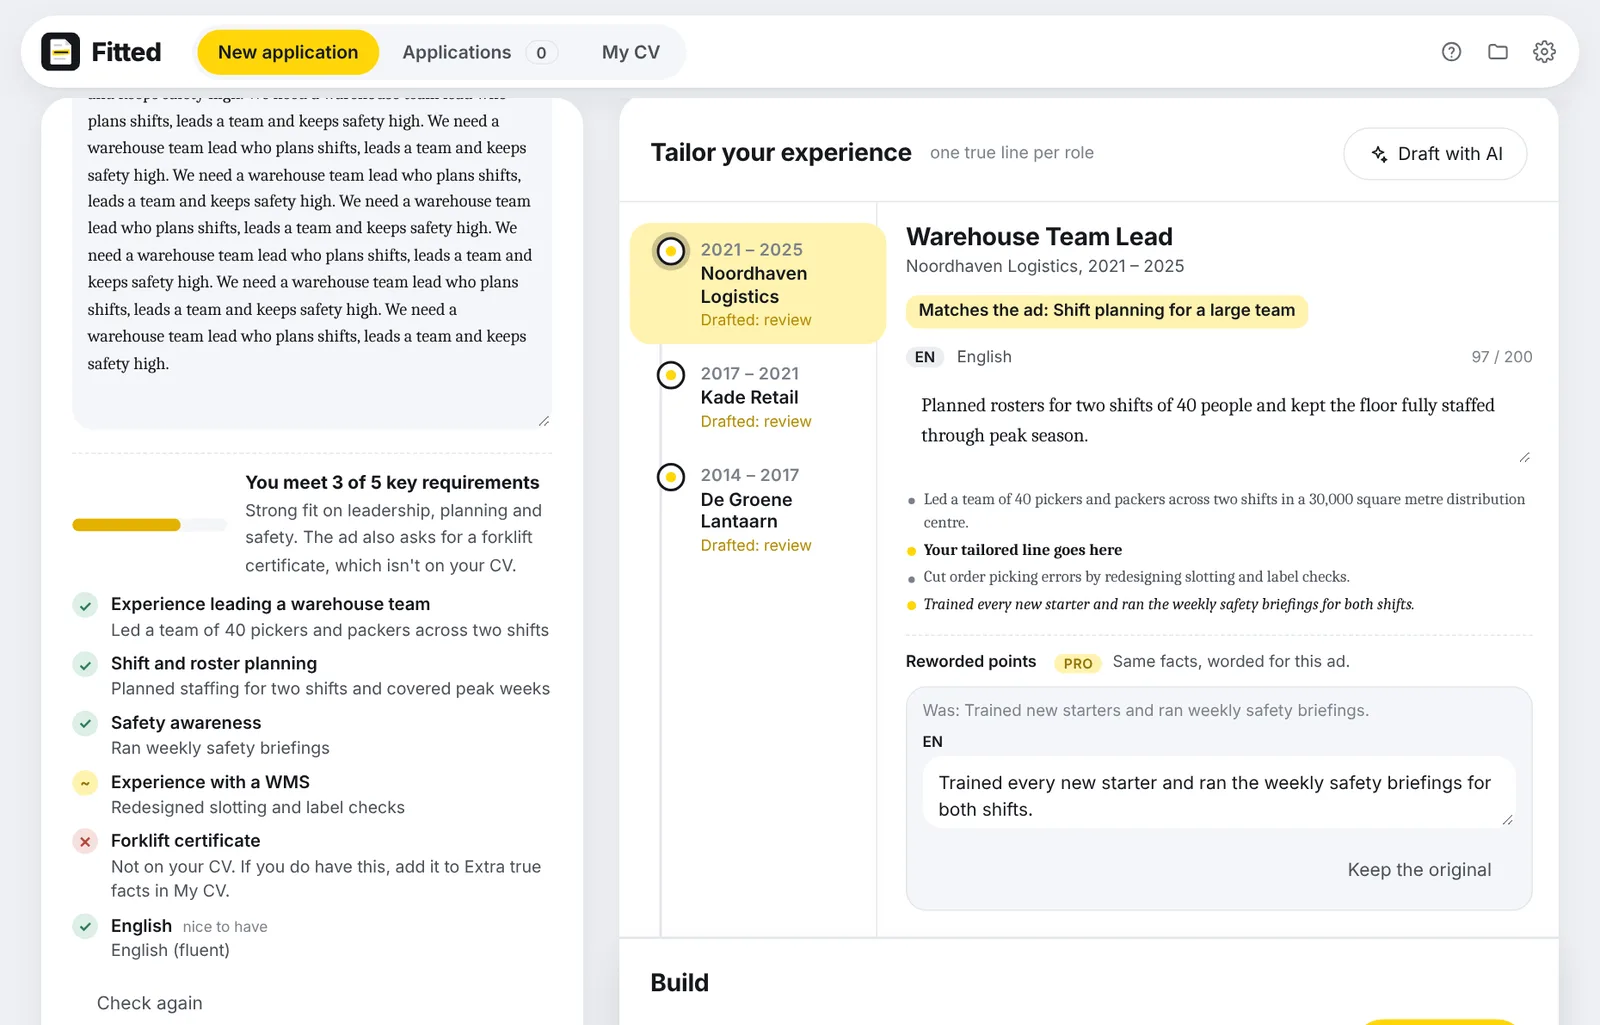 Fitted
New application
Applications 0
My CV
and keeps safety high. We need a warehouse team lead who
plans shifts, leads a team and keeps safety high. We need a
warehouse team lead who plans shifts, leads a team and keeps
safety high. We need a warehouse team lead who plans shifts,
leads a team and keeps safety high. We need a warehouse team
lead who plans shifts, leads a team and keeps safety high. We
need a warehouse team lead who plans shifts, leads a team and
keeps safety high. We need a warehouse team lead who plans
shifts, leads a team and keeps safety high. We need a
warehouse team lead who plans shifts, leads a team and keeps
safety high.
You meet 3 of 5 key requirements
Strong fit on leadership, planning and
safety. The ad also asks for a forklift
certificate, which isn't on your CV.
Experience leading a warehouse team
Led a team of 40 pickers and packers across two shifts
Shift and roster planning
Planned staffing for two shifts and covered peak weeks
Safety awareness
Ran weekly safety briefings
~ Experience with a WMS
Redesigned slotting and label checks
Forklift certificate
Not on your CV. If you do have this, add it to Extra true
facts in My CV.
English nice to have
English (fluent)
Check again
Tailor your experience one true line per role
Draft with AI
2021 – 2025
Noordhaven
Logistics
Drafted: review
2017 – 2021
Kade Retail
Drafted: review
2014 – 2017
De Groene
Lantaarn
Drafted: review
Warehouse Team Lead
Noordhaven Logistics, 2021 – 2025
Matches the ad: Shift planning for a large team
EN English 97 / 200
Planned rosters for two shifts of 40 people and kept the floor fully staffed
through peak season.
Led a team of 40 pickers and packers across two shifts in a 30,000 square metre distribution
centre.
Your tailored line goes here
Cut order picking errors by redesigning slotting and label checks.
Trained every new starter and ran the weekly safety briefings for both shifts.
Reworded points PRO Same facts, worded for this ad.
Was: Trained new starters and ran weekly safety briefings.
EN
Trained every new starter and ran the weekly safety briefings for
both shifts.
Keep the original
Build